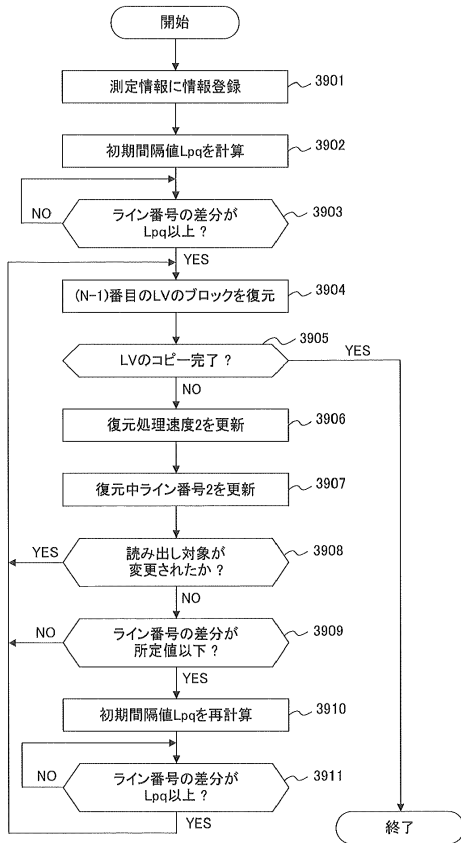 開始
測定情報に情報登録
3901
初期間隔値Lpqを計算
3902
ライン番号の差分が
Lpq以上？
3903
NO
YES
(N-1)番目のLVのブロックを復元
3904
LVのコピー完了？
3905
YES
NO
復元処理速度2を更新
3906
復元中ライン番号2を更新
3907
読み出し対象が
変更されたか？
3908
YES
NO
ライン番号の差分が
所定値以下？
3909
NO
YES
初期間隔値Lpqを再計算
3910
ライン番号の差分が
Lpq以上？
3911
NO
YES
終了